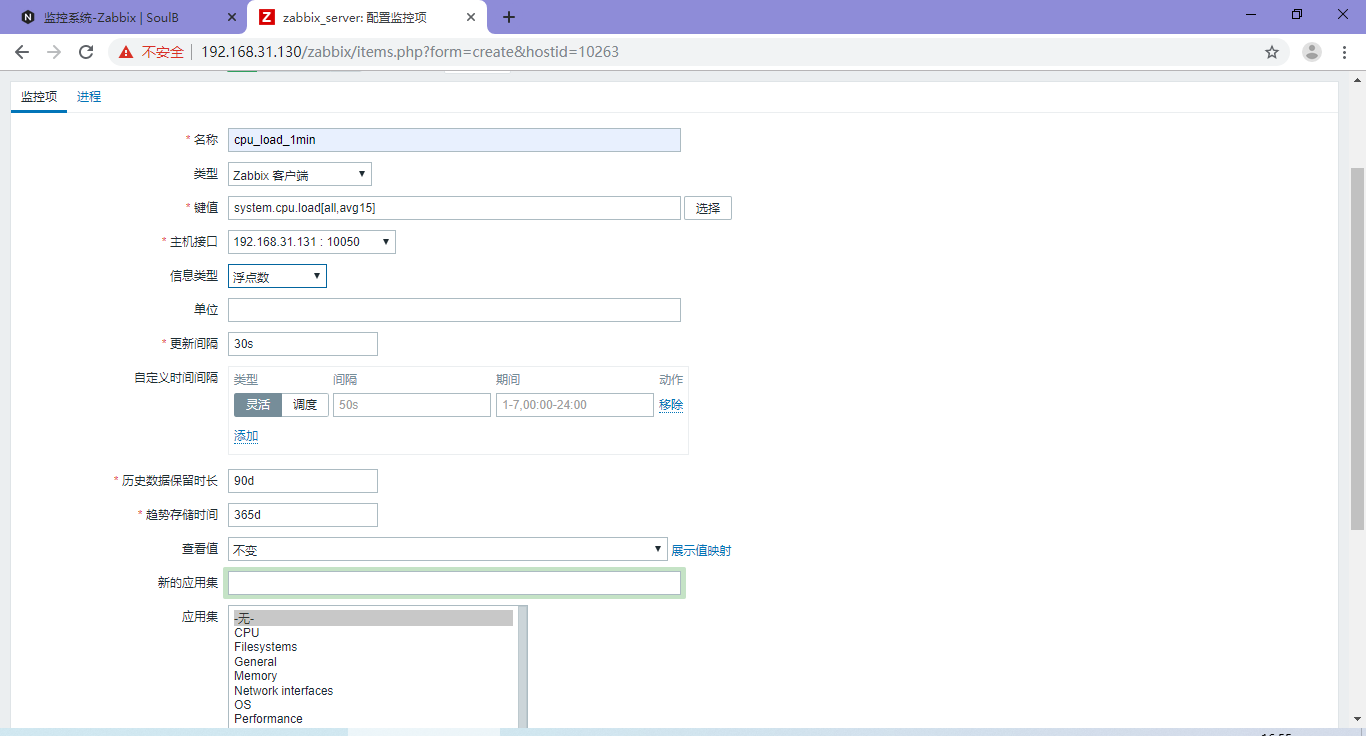 监控系统-Zabbix | SoulB
zabbix_server: 配置监控项
不安全 192.168.31.130/zabbix/items.php?form=create&hostid=10263
监控项 进程
* 名称 cpu_load_1min
类型 Zabbix 客户端
* 键值 system.cpu.load[all,avg15] 选择
* 主机接口 192.168.31.131 : 10050
信息类型 浮点数
单位
* 更新间隔 30s
自定义时间间隔 类型 间隔 期间 动作
灵活 调度 50s 1-7,00:00-24:00 移除
添加
* 历史数据保留时长 90d
* 趋势存储时间 365d
查看值 不变 展示值映射
新的应用集
应用集 -无-
CPU
Filesystems
General
Memory
Network interfaces
OS
Performance